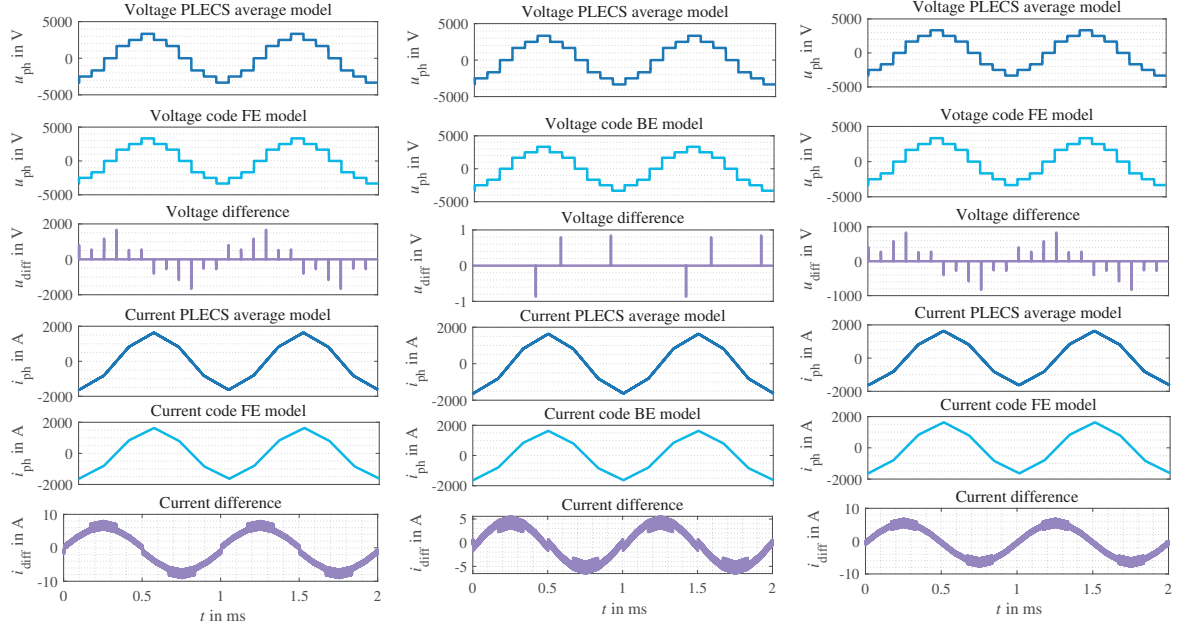 Voltage PLECS average model
5000
0
-5000
u_ph in V
Voltage code FE model
5000
0
-5000
u_ph in V
Voltage difference
2000
0
-2000
u_diff in V
Current PLECS average model
2000
0
-2000
i_ph in A
Current code FE model
2000
0
-2000
i_ph in A
Current difference
10
0
-10
i_diff in A
0 0.5 1 1.5 2
t in ms
Voltage PLECS average model
5000
0
-5000
u_ph in V
Voltage code BE model
5000
0
-5000
u_ph in V
Voltage difference
1
0
-1
u_diff in V
Current PLECS average model
2000
0
-2000
i_ph in A
Current code BE model
2000
0
-2000
i_ph in A
Current difference
5
0
-5
i_diff in A
0 0.5 1 1.5 2
t in ms
Voltage PLECS average model
5000
0
-5000
u_ph in V
Votage code FE model
5000
0
-5000
u_ph in V
Voltage difference
1000
0
-1000
u_diff in V
Current PLECS average model
2000
0
-2000
i_ph in A
Current code FE model
2000
0
-2000
i_ph in A
Current difference
10
0
-10
i_diff in A
0 0.5 1 1.5 2
t in ms